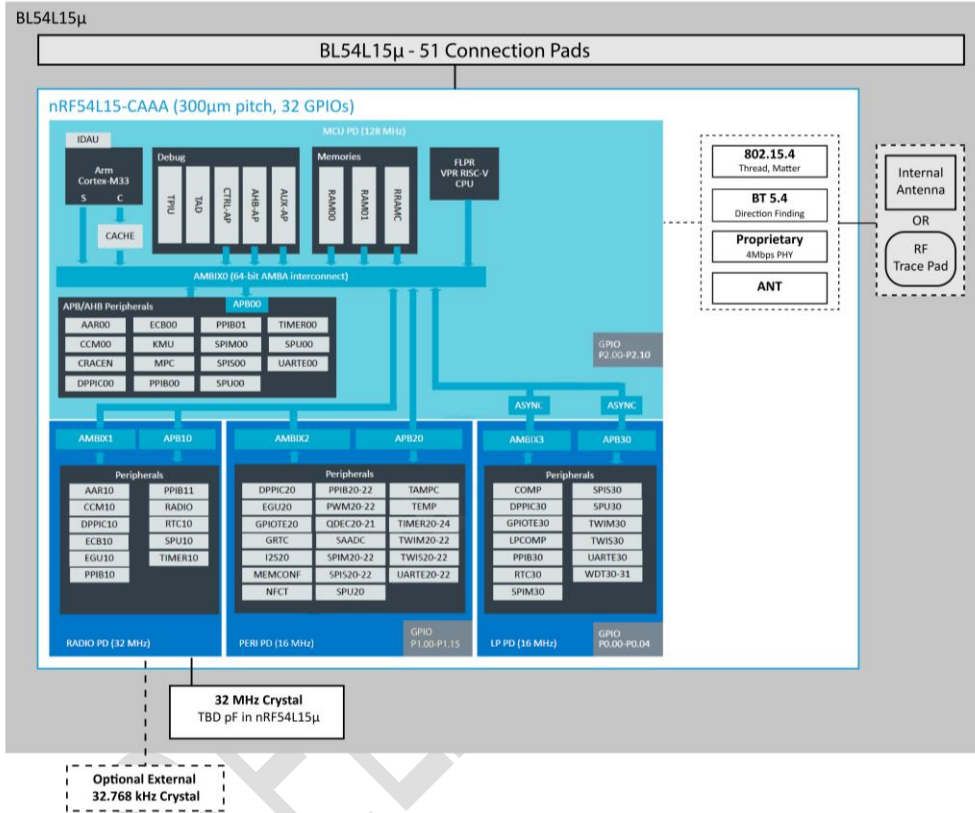 BL54L15µ
BL54L15µ - 51 Connection Pads
nRF54L15-CAAA (300µm pitch, 32 GPIOs)
MCU PD (128 MHz)
IDAU
Arm
Cortex-M33
S C
CACHE
Debug
TPIU
TAD
CTRL-AP
AHB-AP
AUX-AP
Memories
RAM00
RAM01
RRAMC
FLPR
VPR RISC-V
CPU
AMBIX0 (64-bit AMBA interconnect)
APB/AHB Peripherals
APB00
AAR00 ECB00 PPIB01 TIMER00
CCM00 KMU SPIM00 SPU00
CRACEN MPC SPIS00 UARTE00
DPPIC00 PPIB00 SPU00
GPIO
P2.00-P2.10
ASYNC ASYNC
AMBIX1 APB10
Peripherals
AAR10 PPIB11
CCM10 RADIO
DPPIC10 RTC10
ECB10 SPU10
EGU10 TIMER10
PPIB10
RADIO PD (32 MHz)
AMBIX2 APB20
Peripherals
DPPIC20 PPIB20-22 TAMPC
EGU20 PWM20-22 TEMP
GPIOTE20 QDEC20-21 TIMER20-24
GRTC SAADC TWIM20-22
I2S20 SPIM20-22 TWIS20-22
MEMCONF SPIS20-22 UARTE20-22
NFCT SPU20
PERI PD (16 MHz)
GPIO
P1.00-P1.15
AMBIX3 APB30
Peripherals
COMP SPIS30
DPPIC30 SPU30
GPIOTE30 TWIM30
LPCOMP TWIS30
PPIB30 UARTE30
RTC30 WDT30-31
SPIM30
LP PD (16 MHz)
GPIO
P0.00-P0.04
802.15.4
Thread, Matter
BT 5.4
Direction Finding
Proprietary
4Mbps PHY
ANT
Internal
Antenna
OR
RF
Trace Pad
32 MHz Crystal
TBD pF in nRF54L15µ
Optional External
32.768 kHz Crystal